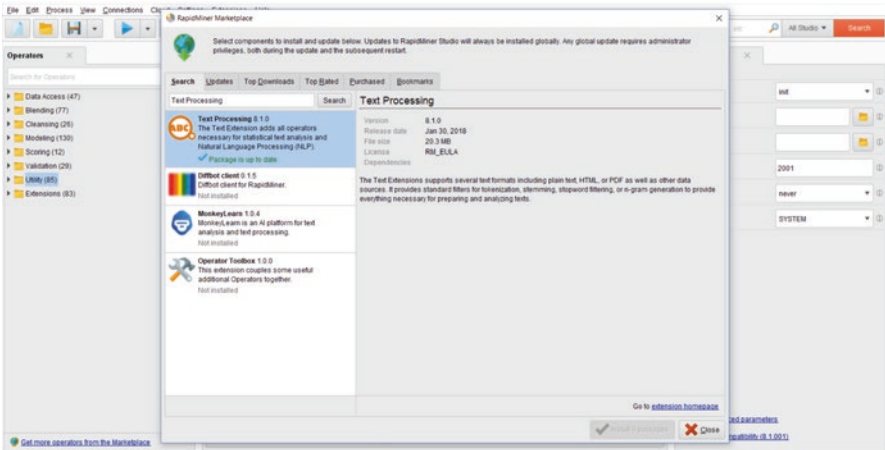 File Edit Process View Connections
RapidMiner Marketplace
Select components to install and update below. Updates to RapidMiner Studio will always be installed globally. Any global update requires administrator
privileges, both during the update and the subsequent restart.
All Studio
Search
Operators
Search for Operators
Data Access (47)
Blending (77)
Cleansing (26)
Modeling (130)
Scoring (12)
Validation (29)
Utility (85)
Extensions (83)
Get more operators from the Marketplace
Search Updates Top Downloads Top Rated Purchased Bookmarks
Text Processing
Search
Text Processing 8.1.0
The Text Extension adds all operators
necessary for statistical text analysis and
Natural Language Processing (NLP).
Package is up to date
Diffbot client 0.1.5
Diffbot client for RapidMiner.
Not installed
MonkeyLearn 1.0.4
MonkeyLearn is an AI platform for text
analysis and text processing.
Not installed
Operator Toolbox 1.0.0
This extension couples some useful
additional Operators together.
Not installed
Text Processing
Version 8.1.0
Release date Jan 30, 2018
File size 20.3 MB
License RM_EULA
Dependencies
The Text Extensions supports several text formats including plain text, HTML, or PDF as well as other data
sources. It provides standard filters for tokenization, stemming, stopword filtering, or n-gram generation to provide
everything necessary for preparing and analyzing texts.
Go to extension homepage
Close
init
2001
never
SYSTEM
parameters
(8.1.001)